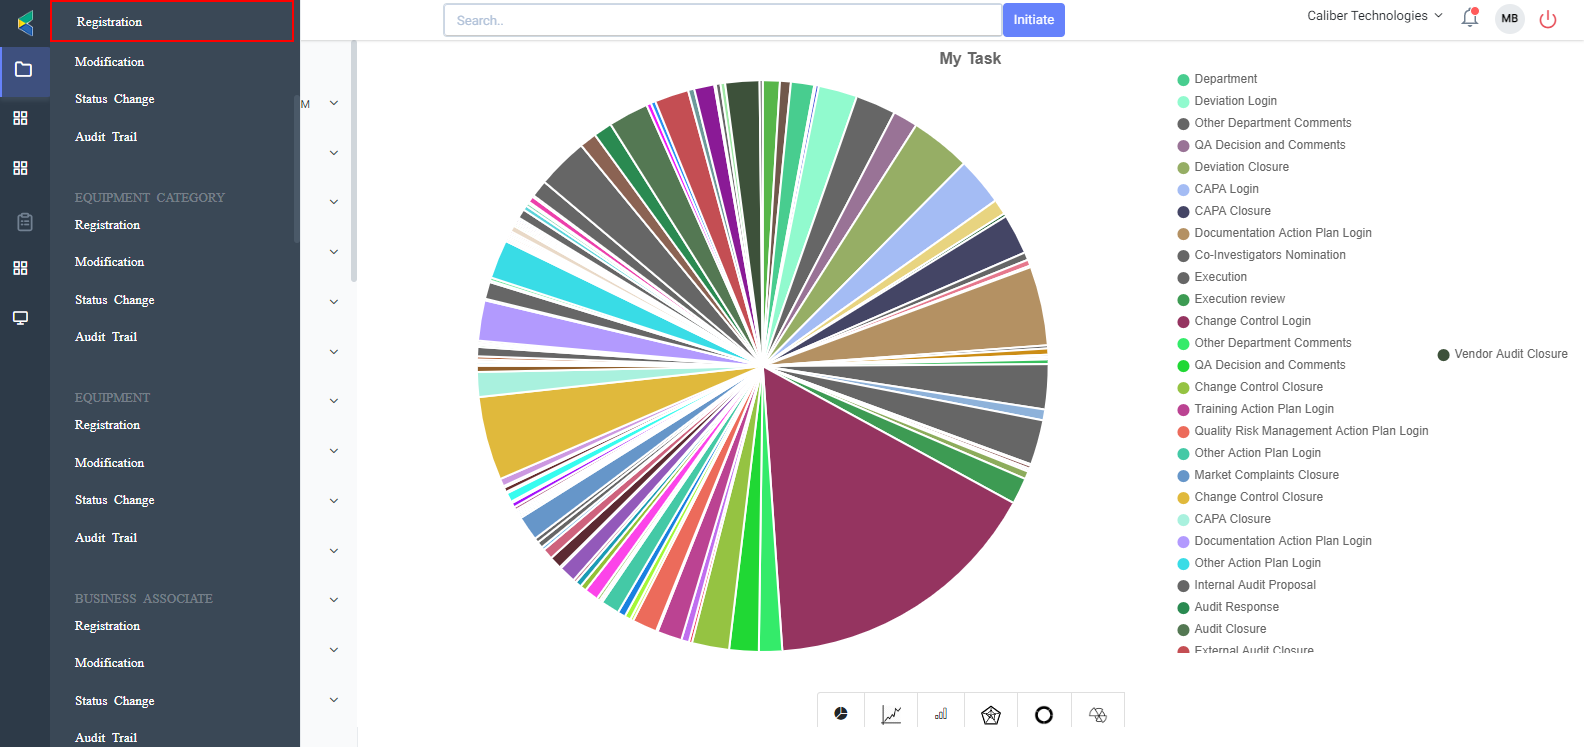 Registration
Modification
Status Change
Audit Trail
EQUIPMENT CATEGORY
Registration
Modification
Status Change
Audit Trail
EQUIPMENT
Registration
Modification
Status Change
Audit Trail
BUSINESS ASSOCIATE
Registration
Modification
Status Change
Audit Trail
M
Search..
Initiate
Caliber Technologies
MB
My Task
Department
Deviation Login
Other Department Comments
QA Decision and Comments
Deviation Closure
CAPA Login
CAPA Closure
Documentation Action Plan Login
Co-Investigators Nomination
Execution
Execution review
Change Control Login
Other Department Comments
QA Decision and Comments
Change Control Closure
Training Action Plan Login
Quality Risk Management Action Plan Login
Other Action Plan Login
Market Complaints Closure
Change Control Closure
CAPA Closure
Documentation Action Plan Login
Other Action Plan Login
Internal Audit Proposal
Audit Response
Audit Closure
External Audit Closure
Vendor Audit Closure